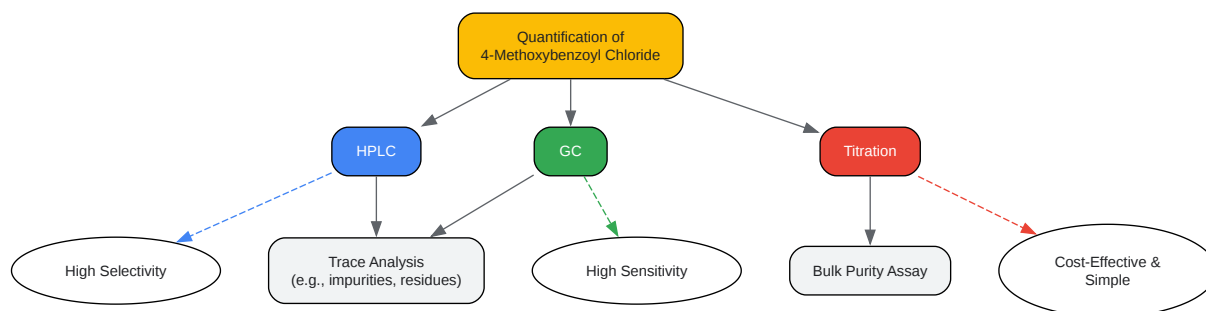 Quantification of
4-Methoxybenzoyl Chloride
HPLC
GC
Titration
High Selectivity
Trace Analysis
(e.g., impurities, residues)
High Sensitivity
Bulk Purity Assay
Cost-Effective &
Simple